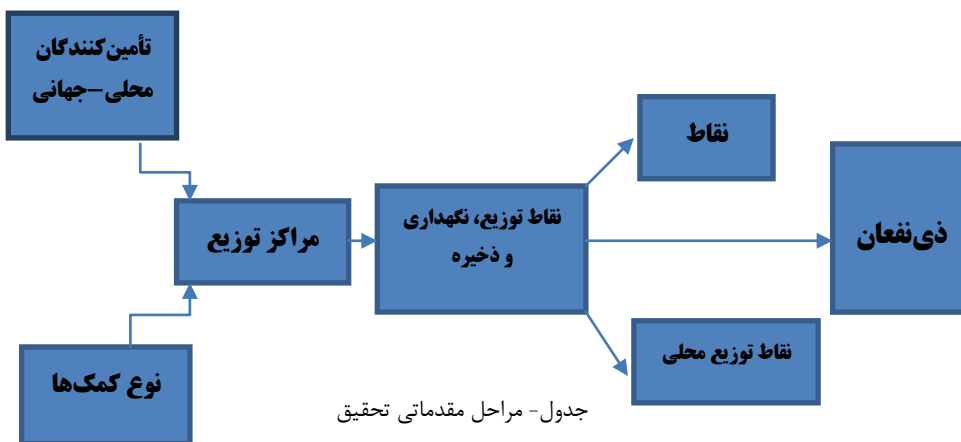 تأمین‌کنندگان
محلی–جهانی
نوع کمک‌ها
مراکز توزیع
نقاط توزیع، نگهداری
و ذخیره
نقاط
نقاط توزیع محلی
ذی‌نفعان
جدول- مراحل مقدماتی تحقیق